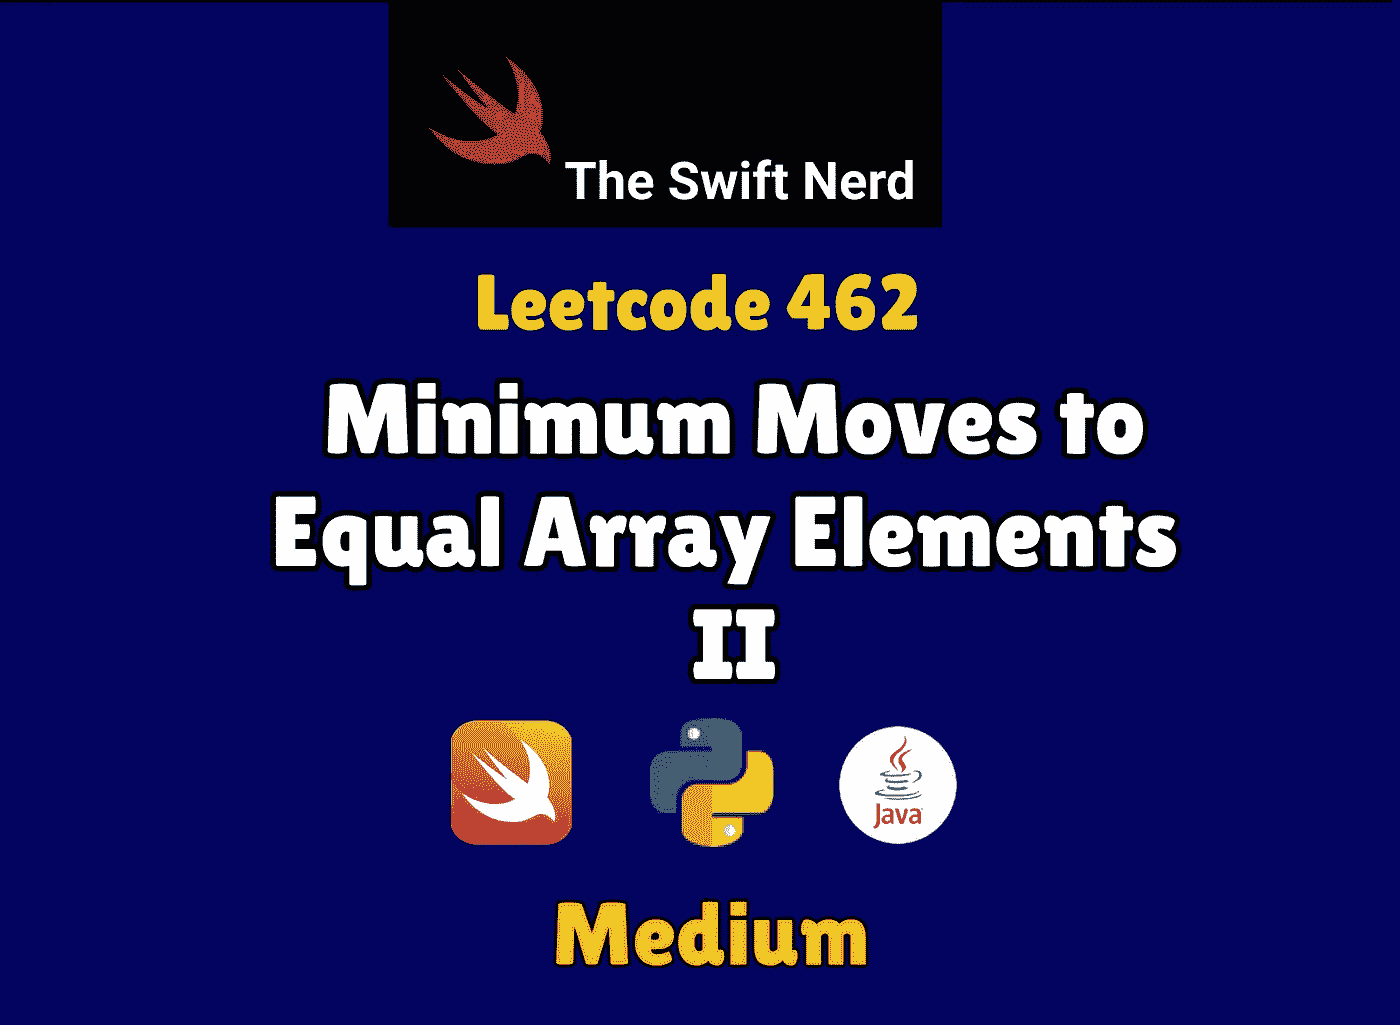 The Swift Nerd
Leetcode 462
Minimum Moves to
Equal Array Elements
II
Java
Medium